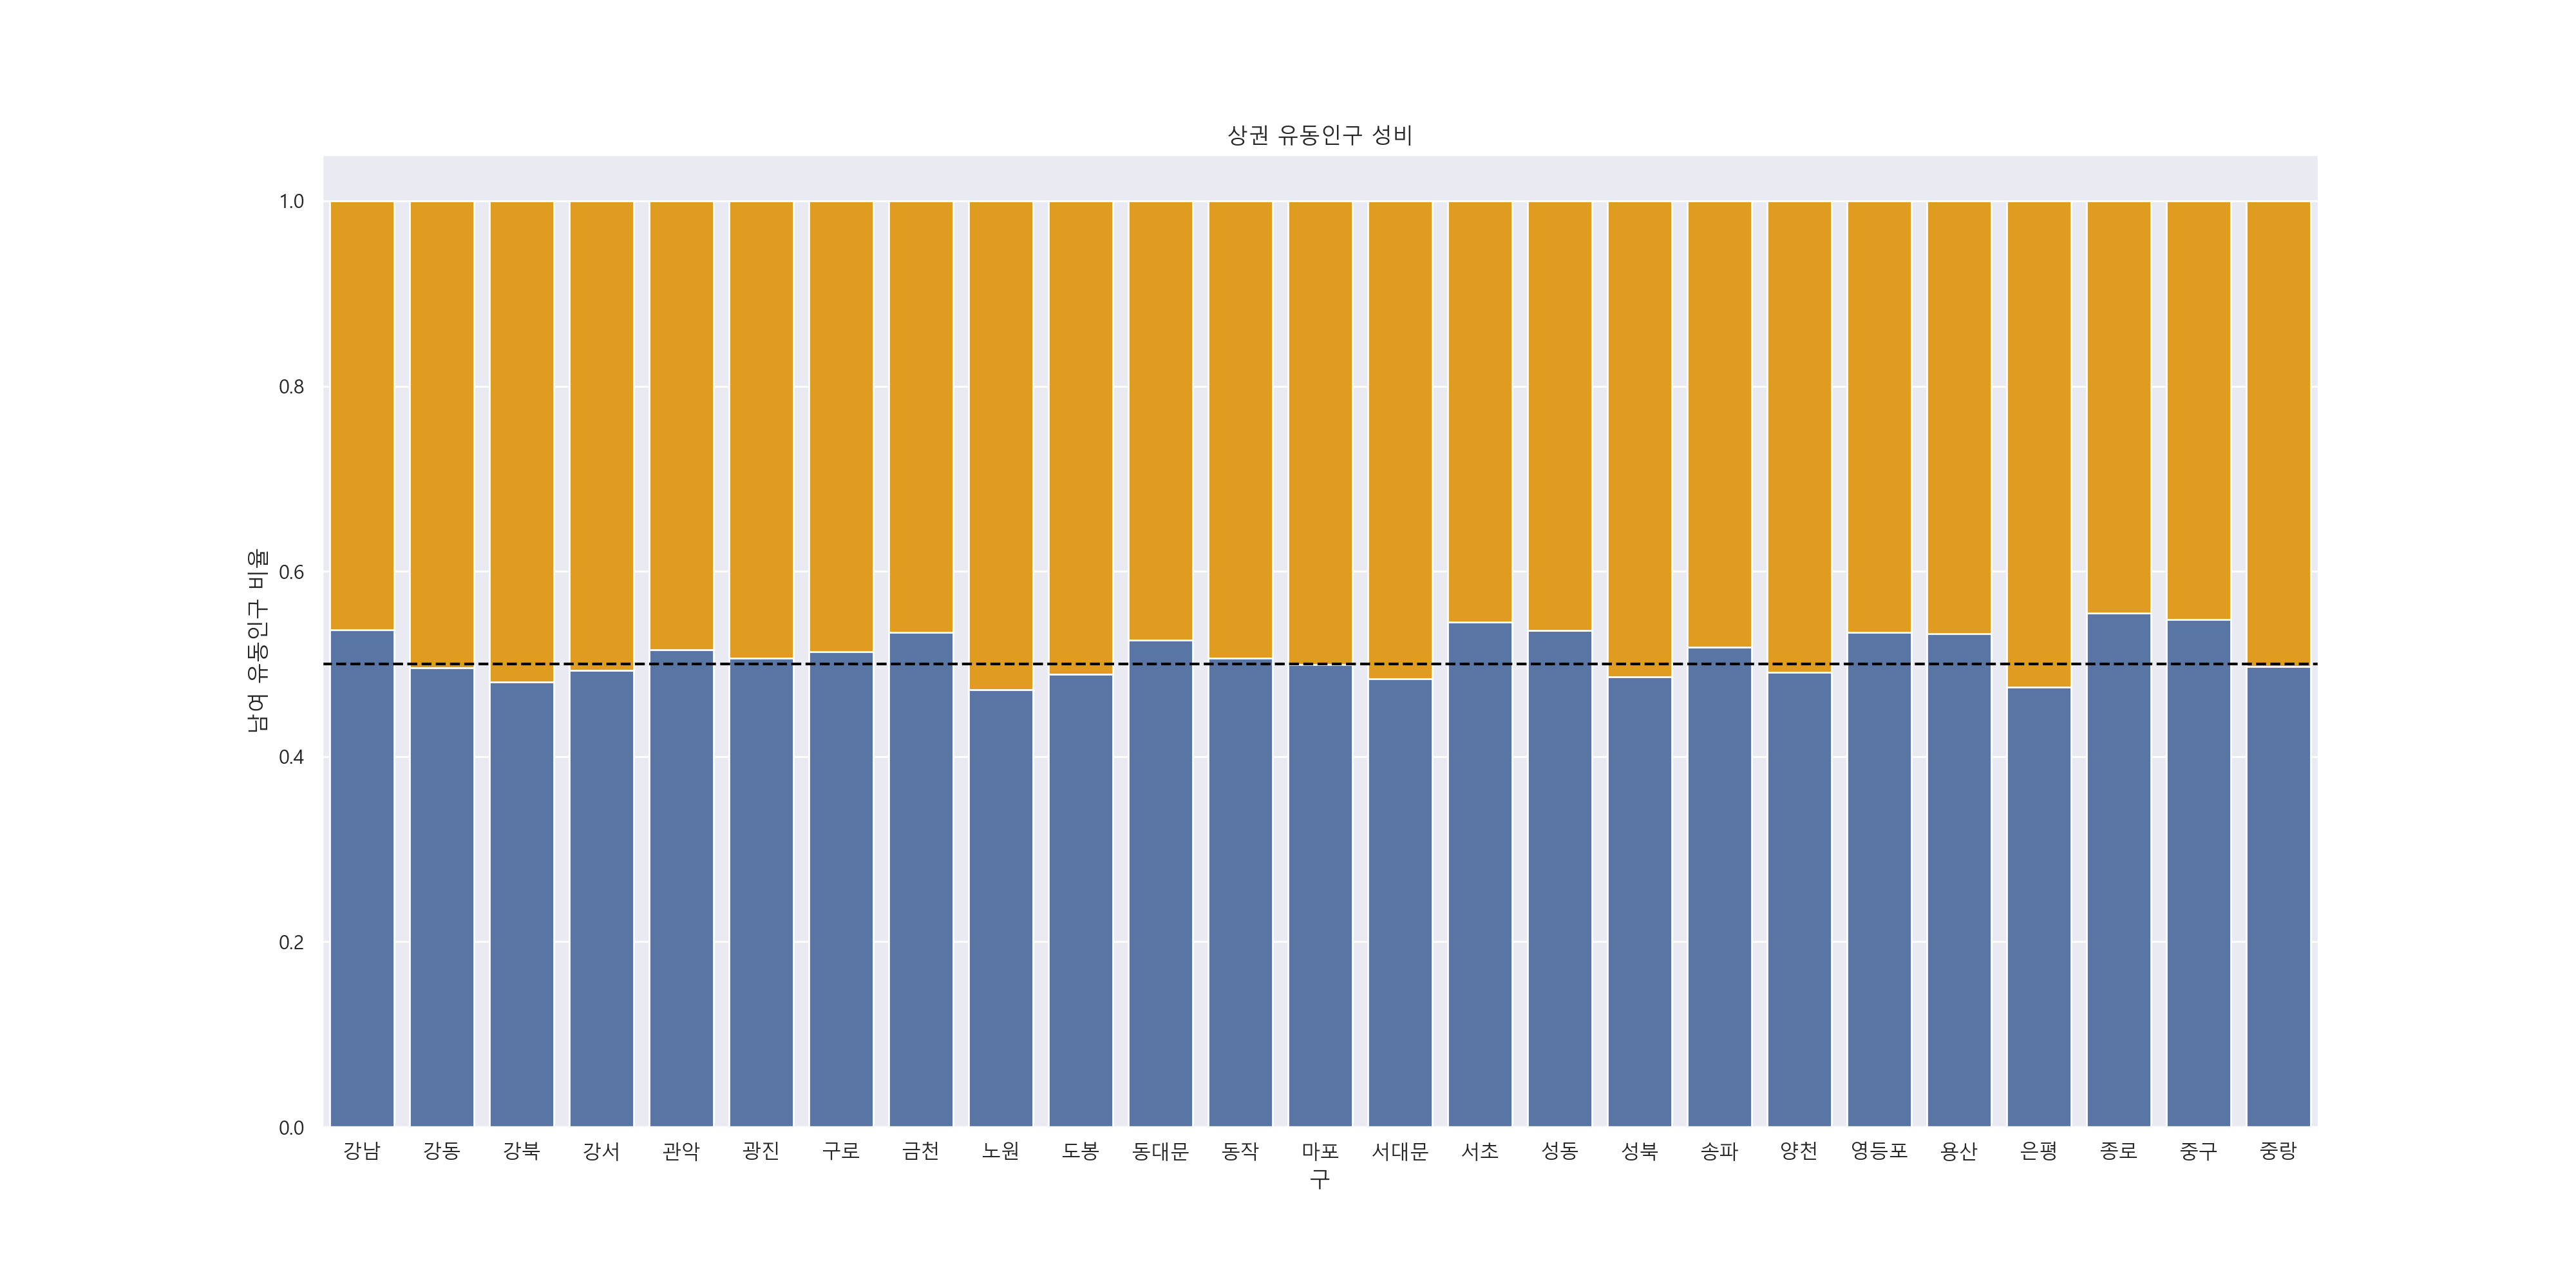 상권 유동인구 성비
남여 유동인구 비율
1.0
0.8
0.6
0.4
0.2
0.0
강남 강동 강북 강서 관악 광진 구로 금천 노원 도봉 동대문 동작 마포 서대문 서초 성동 성북 송파 양천 영등포 용산 은평 종로 중구 중랑
구